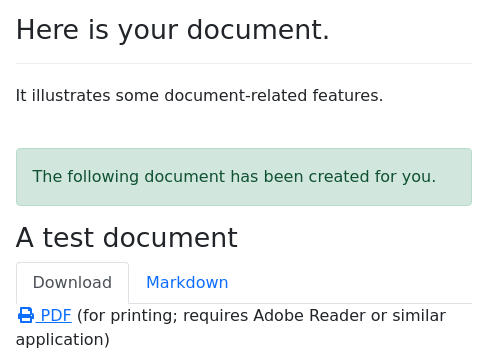 Here is your document.
It illustrates some document-related features.
The following document has been created for you.
A test document
Download Markdown
PDF (for printing; requires Adobe Reader or similar
application)